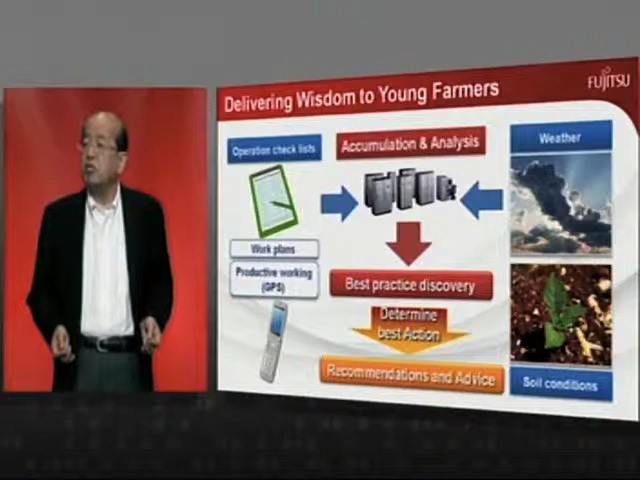 Delivering Wisdom to Young Farmers
FUJITSU
Operation check lists
Accumulation & Analysis
Weather
Work plans
Productive working
(GPS)
Best practice discovery
Determine
best Action
Recommendations and Advice
Soil conditions